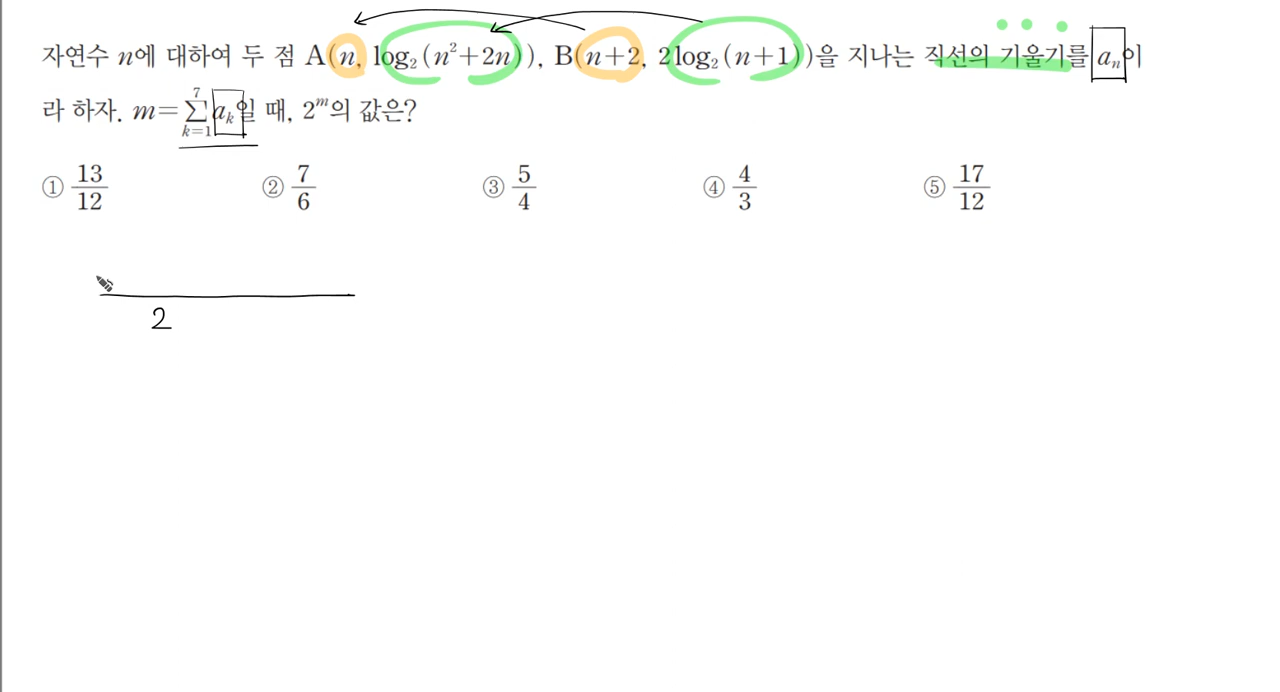 자연수 n에 대하여 두 점 A(n, log₂(n²+2n)), B(n+2, 2log₂(n+1))을 지나는 직선의 기울기를 aₙ이
라 하자. m=∑_{k=1}^{7} aₖ일 때, 2ᵐ의 값은?
① 13/12 ② 7/6 ③ 5/4 ④ 4/3 ⑤ 17/12
2